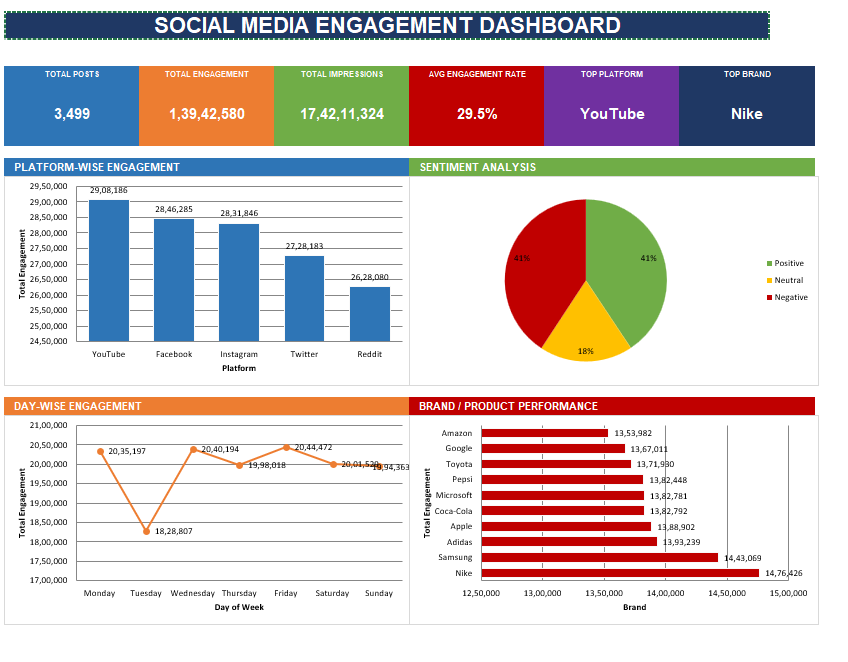 SOCIAL MEDIA ENGAGEMENT DASHBOARD
TOTAL POSTS
TOTAL ENGAGEMENT
TOTAL IMPRESSIONS
AVG ENGAGEMENT RATE
TOP PLATFORM
TOP BRAND
3,499
1,39,42,580
17,42,11,324
29.5%
YouTube
Nike
PLATFORM-WISE ENGAGEMENT
Total Engagement
29,50,000
29,00,000
28,50,000
28,00,000
27,50,000
27,00,000
26,50,000
26,00,000
25,50,000
25,00,000
24,50,000
29,08,186
28,46,285
28,31,846
27,28,183
26,28,080
YouTube
Facebook
Instagram
Twitter
Reddit
Platform
SENTIMENT ANALYSIS
41%
41%
18%
Positive
Neutral
Negative
DAY-WISE ENGAGEMENT
Total Engagement
21,00,000
20,50,000
20,00,000
19,50,000
19,00,000
18,50,000
18,00,000
17,50,000
17,00,000
20,35,197
18,28,807
20,40,194
19,98,018
20,44,472
20,01,520
19,94,363
Monday
Tuesday
Wednesday
Thursday
Friday
Saturday
Sunday
Day of Week
BRAND / PRODUCT PERFORMANCE
Total Engagement
Amazon 13,53,982
Google 13,67,011
Toyota 13,71,930
Pepsi 13,82,448
Microsoft 13,82,781
Coca-Cola 13,82,792
Apple 13,88,902
Adidas 13,93,239
Samsung 14,43,069
Nike 14,76,426
12,50,000
13,00,000
13,50,000
14,00,000
14,50,000
15,00,000
Brand